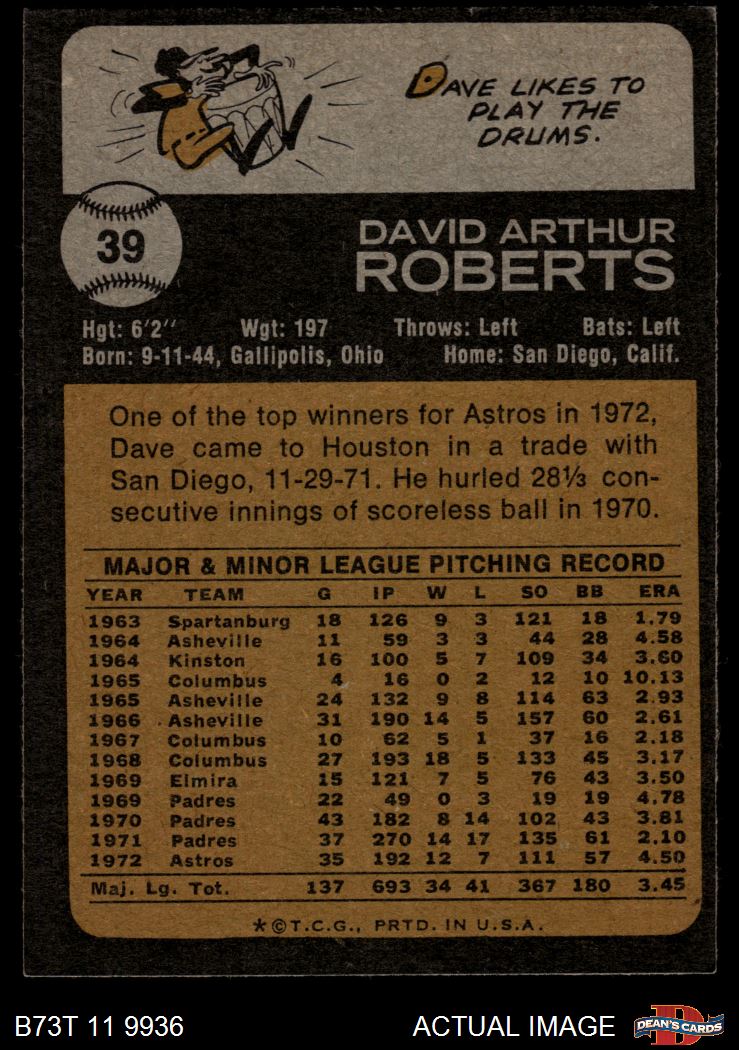 DAVE LIKES TO
PLAY THE
DRUMS.
39
DAVID ARTHUR
ROBERTS
Hgt: 6'2'' Wgt: 197 Throws: Left Bats: Left
Born: 9-11-44, Gallipolis, Ohio Home: San Diego, Calif.
One of the top winners for Astros in 1972,
Dave came to Houston in a trade with
San Diego, 11-29-71. He hurled 28⅓ con-
secutive innings of scoreless ball in 1970.
MAJOR & MINOR LEAGUE PITCHING RECORD
YEAR TEAM G IP W L SO BB ERA
1963 Spartanburg 18 126 9 3 121 18 1.79
1964 Asheville 11 59 3 3 44 28 4.58
1964 Kinston 16 100 5 7 109 34 3.60
1965 Columbus 4 16 0 2 12 10 10.13
1965 Asheville 24 132 9 8 114 63 2.93
1966 Asheville 31 190 14 5 157 60 2.61
1967 Columbus 10 62 5 1 37 16 2.18
1968 Columbus 27 193 18 5 133 45 3.17
1969 Elmira 15 121 7 5 76 43 3.50
1969 Padres 22 49 0 3 19 19 4.78
1970 Padres 43 182 8 14 102 43 3.81
1971 Padres 37 270 14 17 135 61 2.10
1972 Astros 35 192 12 7 111 57 4.50
Maj. Lg. Tot. 137 693 34 41 367 180 3.45
*©T.C.G., PRTD. IN U.S.A.
B73T 11 9936 ACTUAL IMAGE DEAN'S CARDS